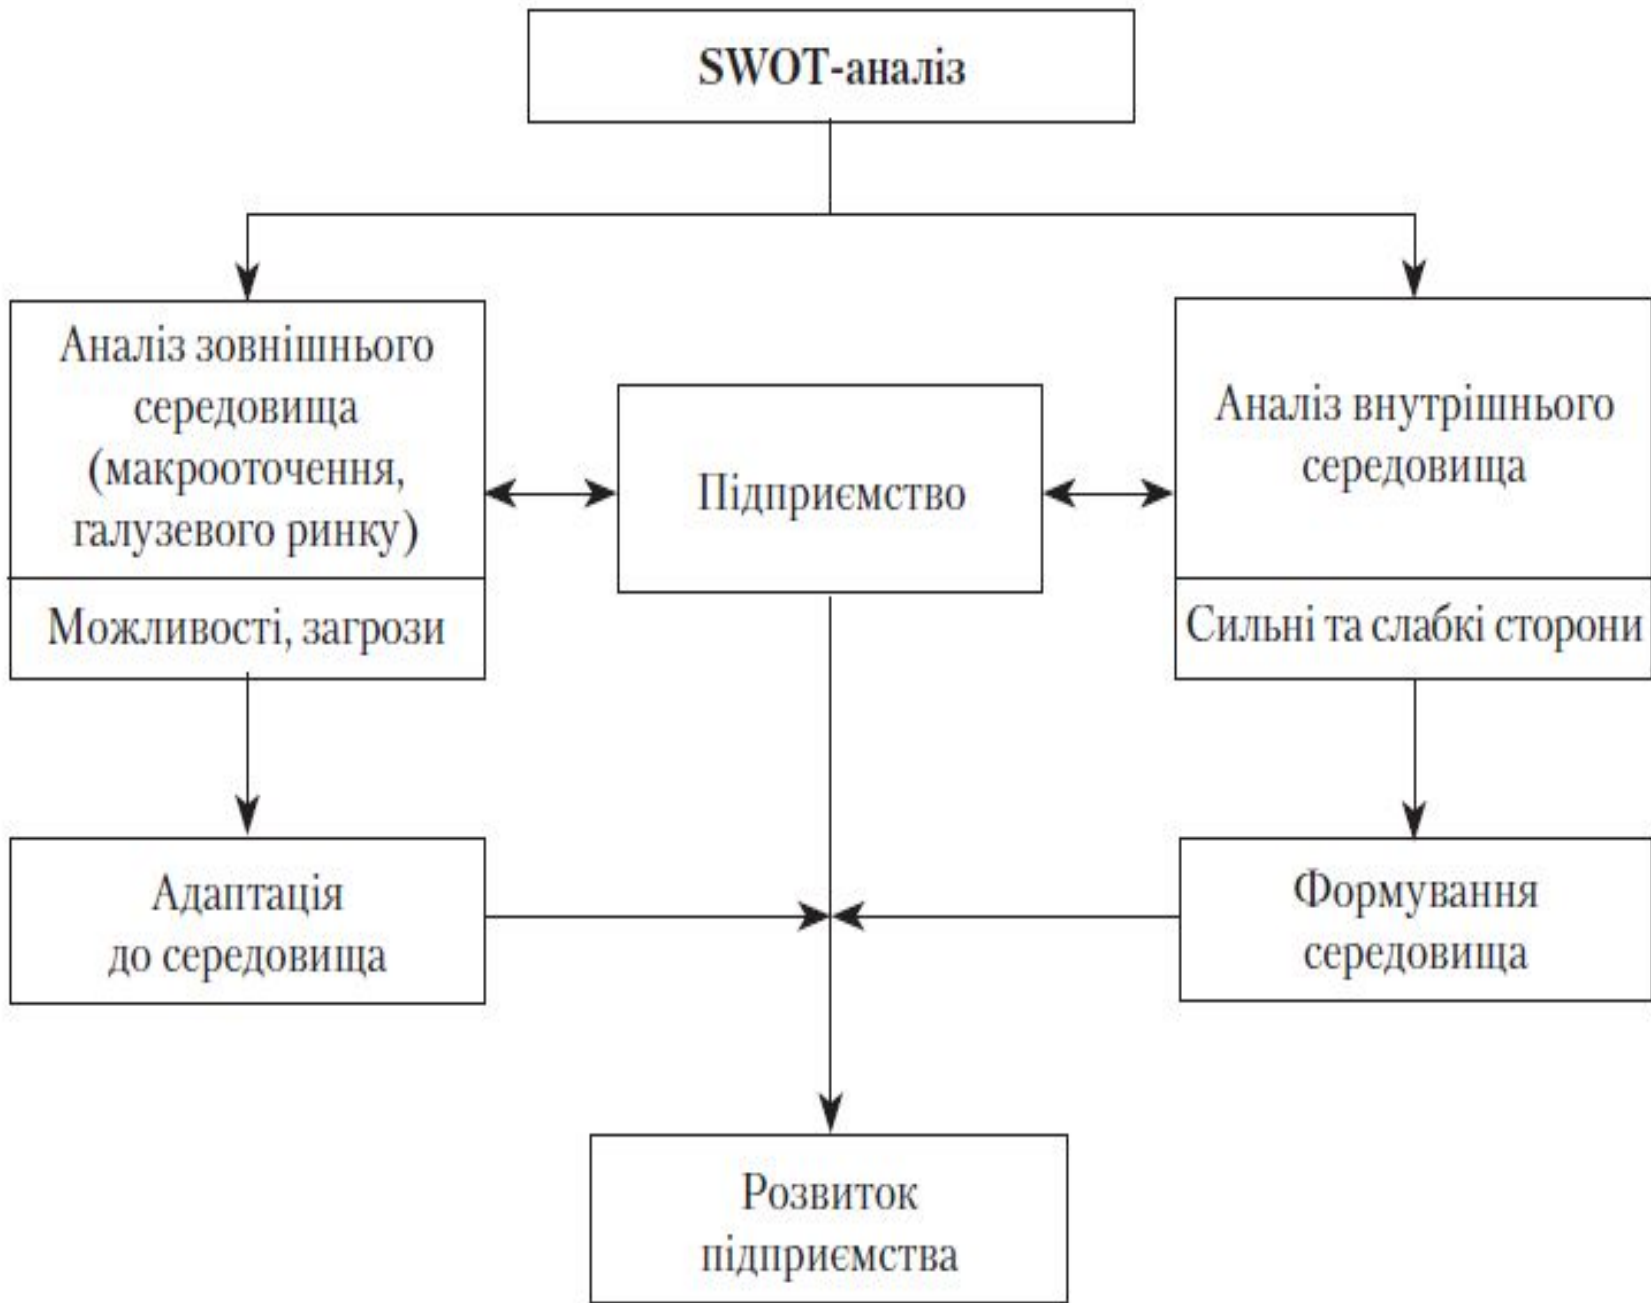 SWOT-аналіз
Аналіз зовнішнього
середовища
(макрооточення,
галузевого ринку)
Можливості, загрози
Підприємство
Аналіз внутрішнього
середовища
Сильні та слабкі сторони
Адаптація
до середовища
Формування
середовища
Розвиток
підприємства